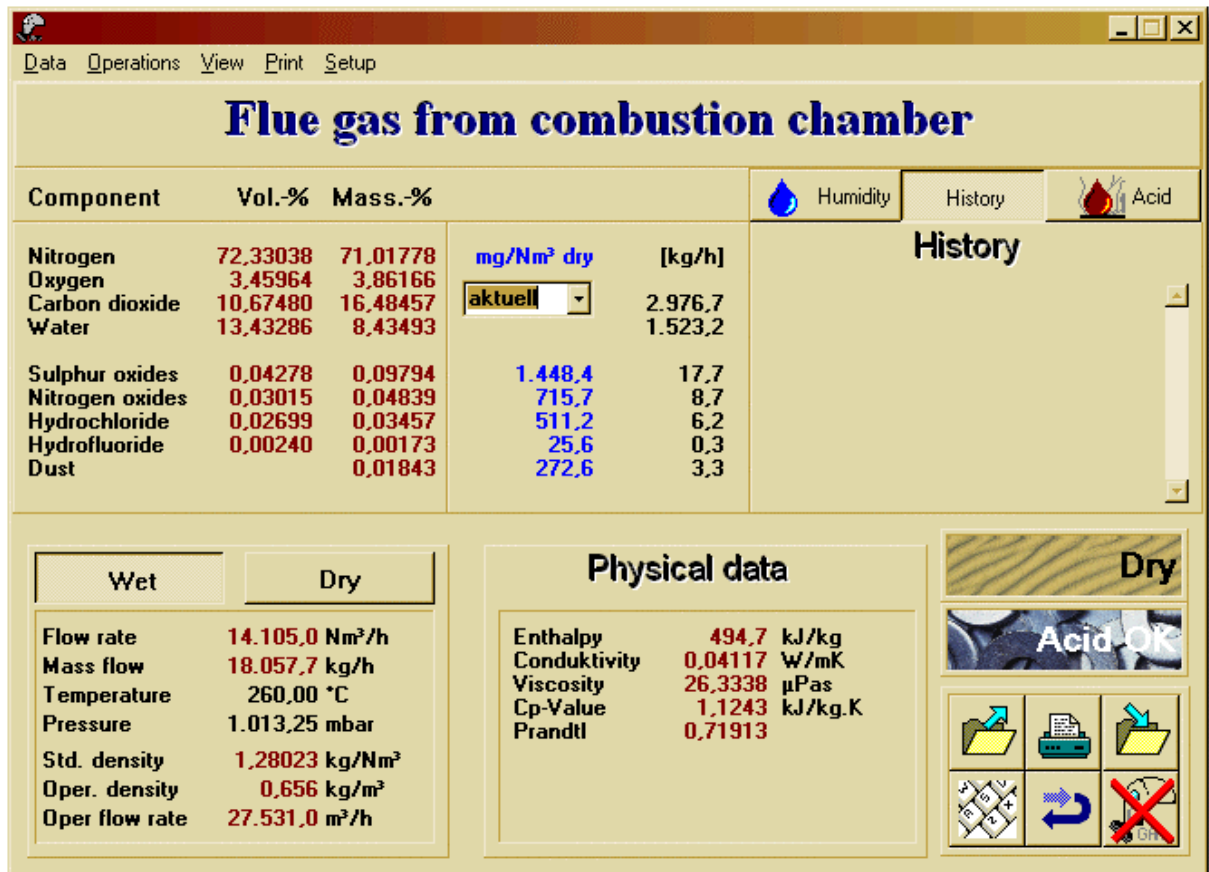 Data Operations View Print Setup
Flue gas from combustion chamber
Component Vol.-% Mass.-%
Humidity History Acid
Nitrogen 72,33038 71,01778 mg/Nm³ dry [kg/h]
Oxygen 3,45964 3,86166
Carbon dioxide 10,67480 16,48457 aktuell 2.976,7
Water 13,43286 8,43493 1.523,2
Sulphur oxides 0,04278 0,09794 1.448,4 17,7
Nitrogen oxides 0,03015 0,04839 715,7 8,7
Hydrochloride 0,02699 0,03457 511,2 6,2
Hydrofluoride 0,00240 0,00173 25,6 0,3
Dust 0,01843 272,6 3,3
History
Wet Dry
Flow rate 14.105,0 Nm³/h
Mass flow 18.057,7 kg/h
Temperature 260,00 °C
Pressure 1.013,25 mbar
Std. density 1,28023 kg/Nm³
Oper. density 0,656 kg/m³
Oper flow rate 27.531,0 m³/h
Physical data
Enthalpy 494,7 kJ/kg
Conduktivity 0,04117 W/mK
Viscosity 26,3338 µPas
Cp-Value 1,1243 kJ/kg.K
Prandtl 0,71913
Dry
Acid OK